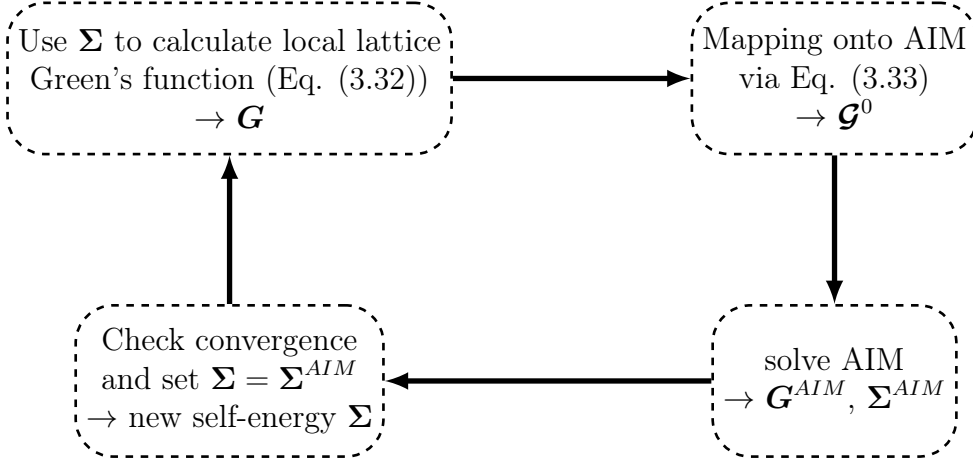 Use Σ to calculate local lattice
Green's function (Eq. (3.32))
→ G
Mapping onto AIM
via Eq. (3.33)
→ 𝓖⁰
Check convergence
and set Σ = Σ^{AIM}
→ new self-energy Σ
solve AIM
→ G^{AIM}, Σ^{AIM}